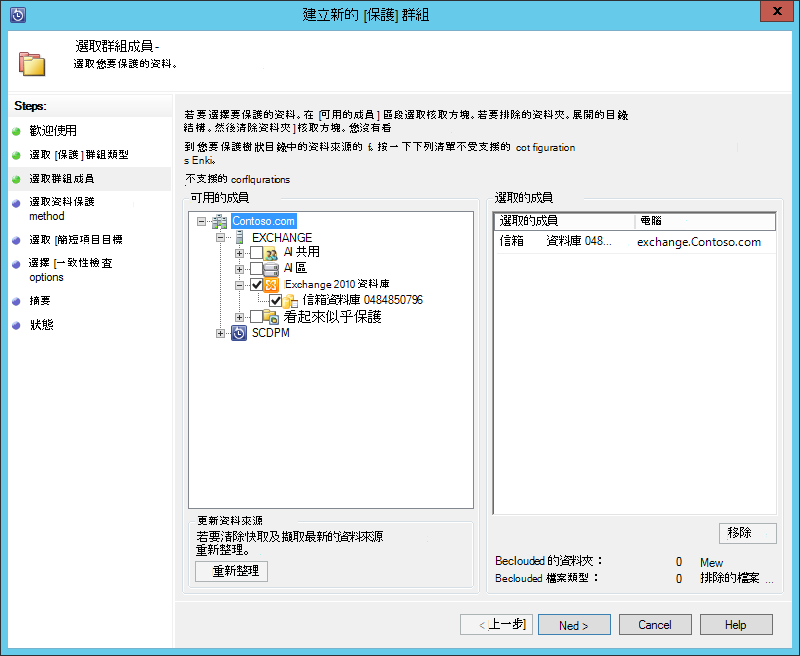 建立新的 [保護] 群組
x
選取群組成員-
選取您要保護的資料。
Steps:
歡迎使用
選取 [保護] 群組類型
選取群組成員
選取資料保護
method
選取 [簡短項目目標
選擇 [一致性檢查
options
摘要
狀態
若要選擇要保護的資料。在 [可用的成員] 區段選取核取方塊。若要排除的資料夾。展開的目錄
結構。然後清除資料夾] 核取方塊。您沒有看
到您要保護樹狀目錄中的資料來源的 f. 按一下下列清單不受支援的 cot figuration
s Enki。
不支援的 corflqurations
可用的成員
Contoso.com
EXCHANGE
AI 共用
AI 區
Exchange 2010 資料庫
信箱資料庫 0484850796
看起來似乎保護
SCDPM
更新資料來源
若要清除快取及擷取最新的資料來源
重新整理。
重新整理
選取的成員
選取的成員 電腦
信箱 資料庫 048... exchange.Contoso.com
移除
Beclouded 的資料夾： 0 Mew
Beclouded 檔案類型： 0 排除的檔案 ...
< 上一步] Ned > Cancel Help